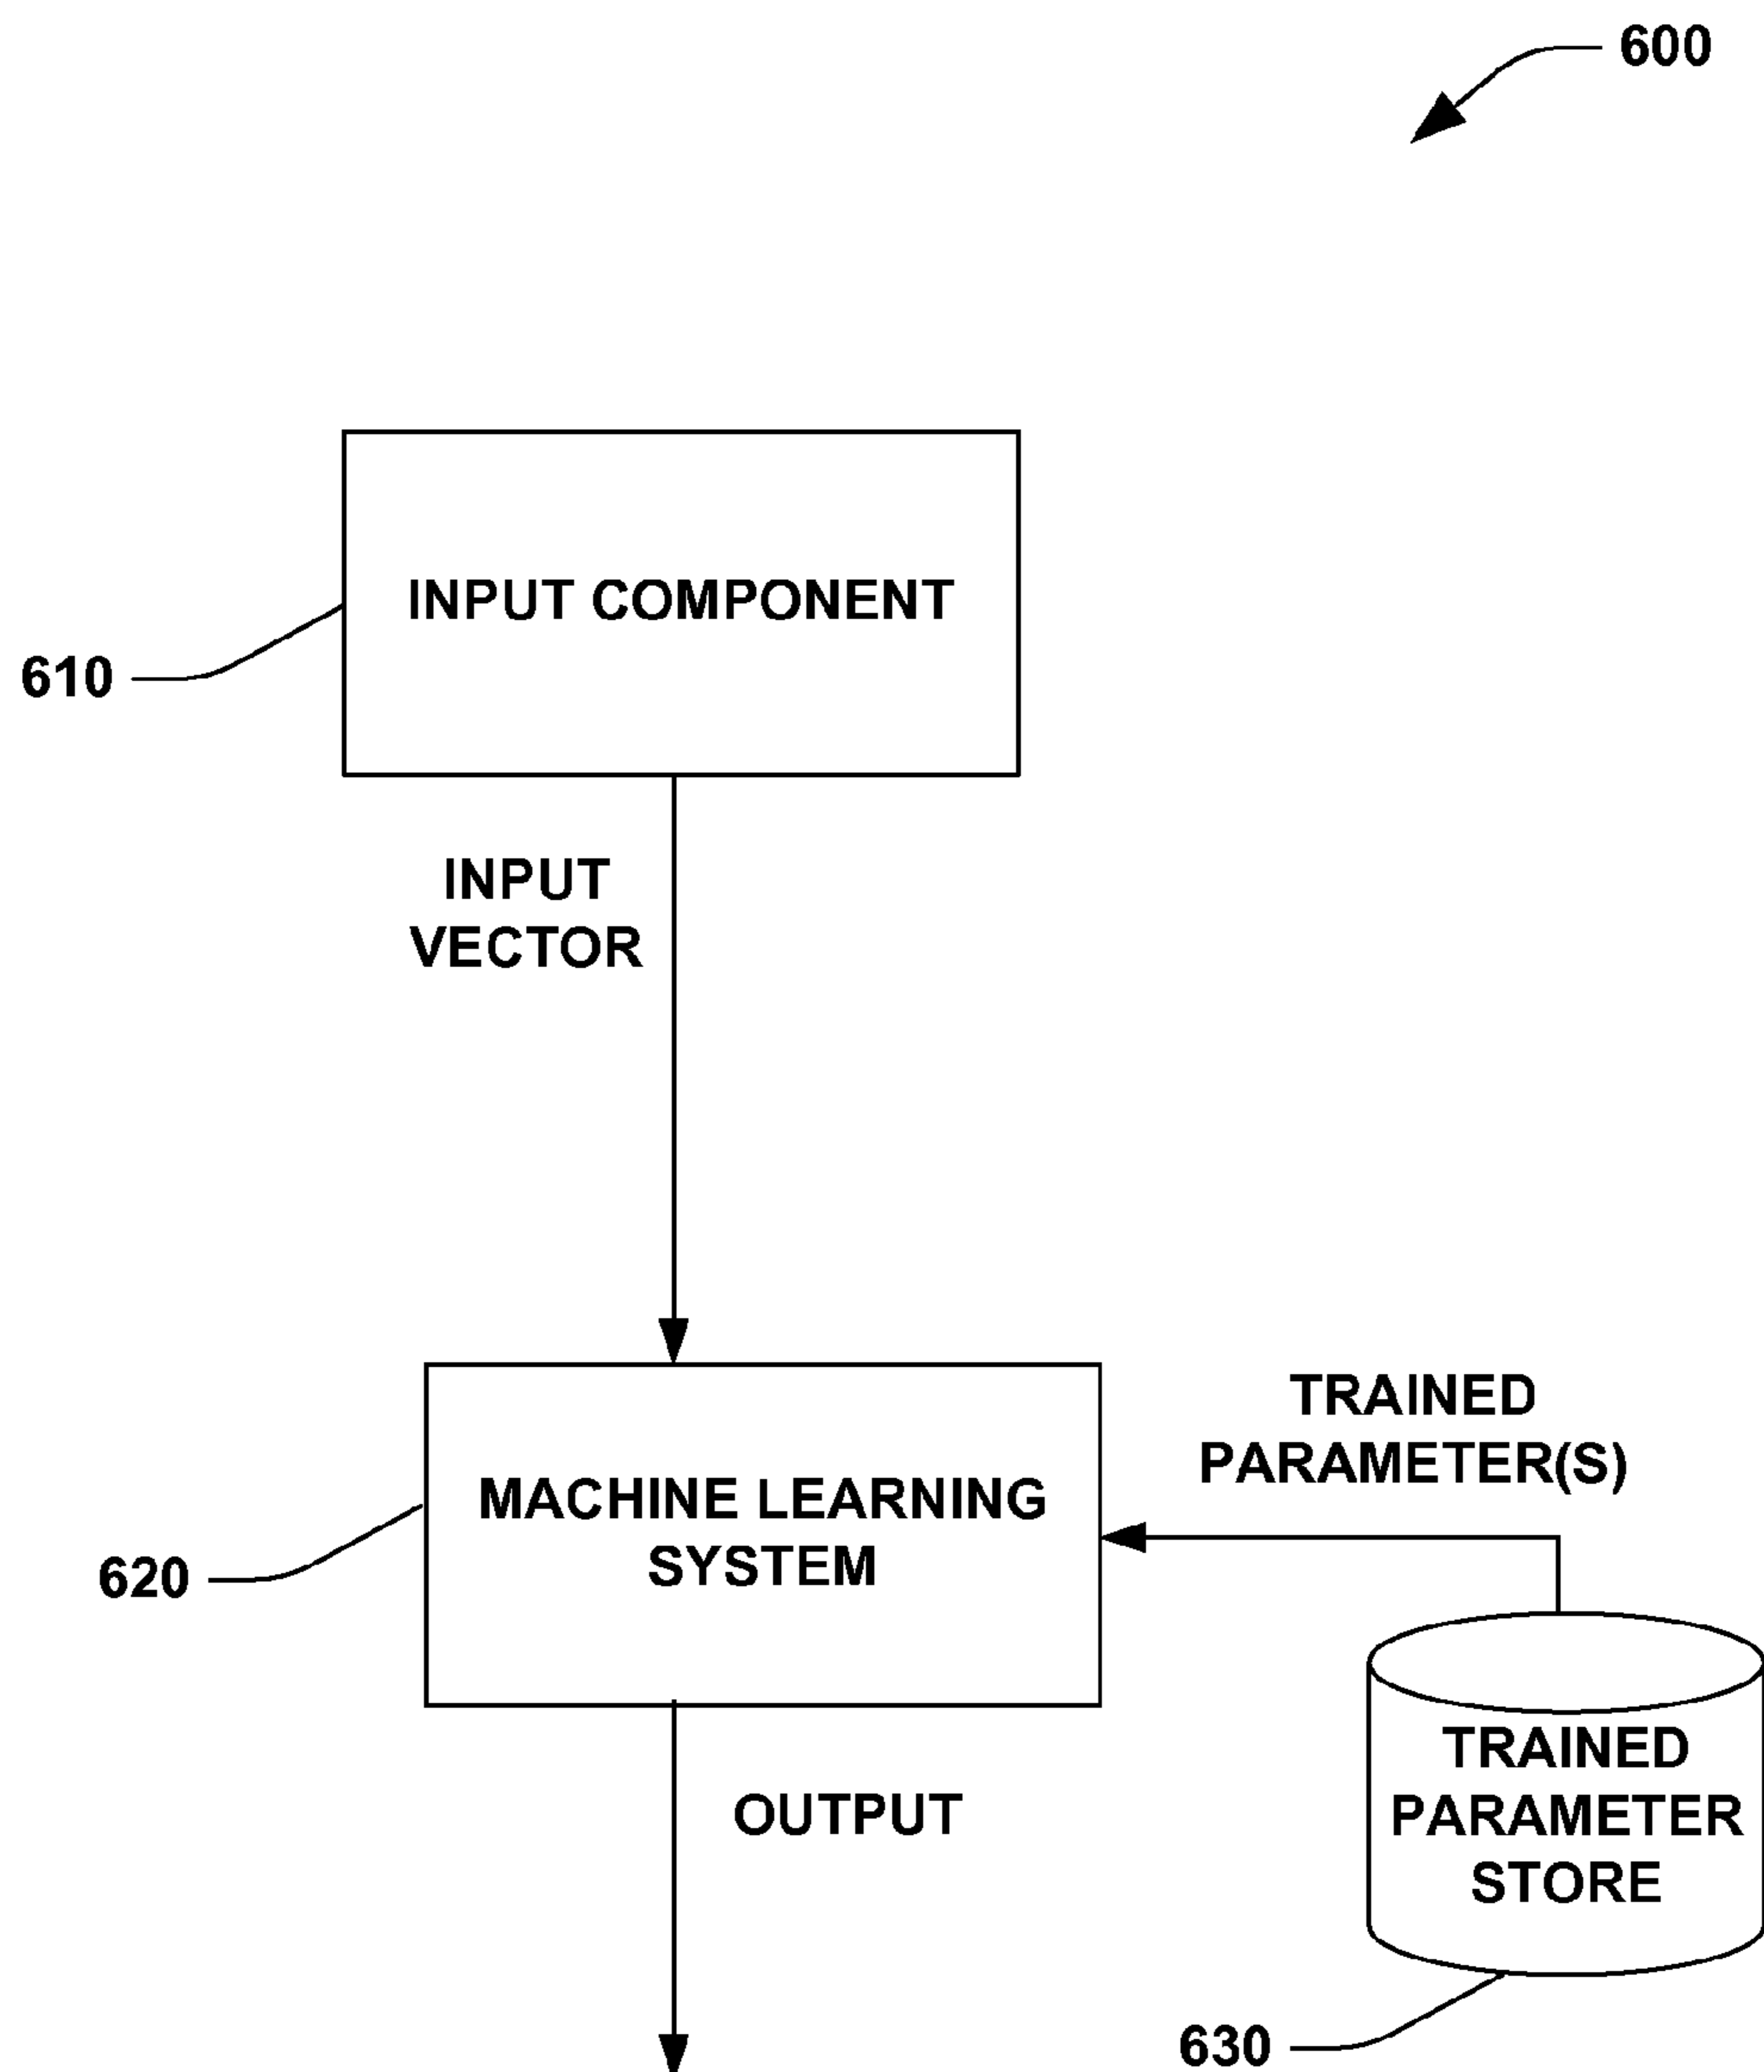 600
INPUT COMPONENT
610
INPUT
VECTOR
TRAINED
PARAMETER(S)
MACHINE LEARNING
SYSTEM
620
TRAINED
PARAMETER
STORE
OUTPUT
630